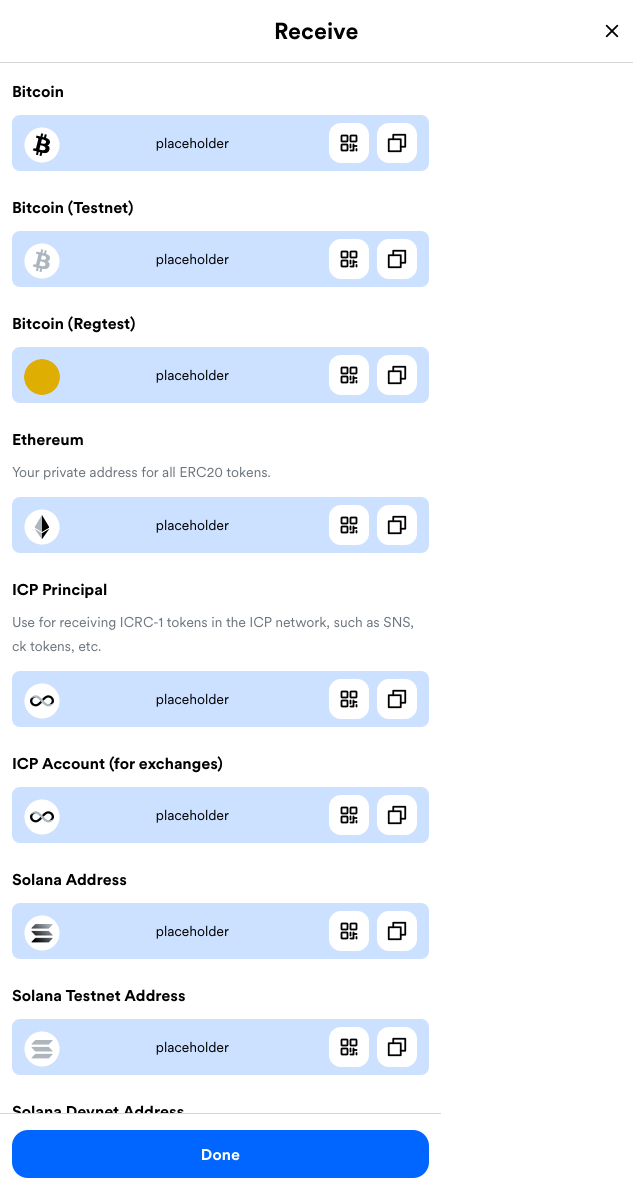 Receive
Bitcoin
placeholder
Bitcoin (Testnet)
placeholder
Bitcoin (Regtest)
placeholder
Ethereum
Your private address for all ERC20 tokens.
placeholder
ICP Principal
Use for receiving ICRC-1 tokens in the ICP network, such as SNS,
ck tokens, etc.
placeholder
ICP Account (for exchanges)
placeholder
Solana Address
placeholder
Solana Testnet Address
placeholder
Solana Devnet Address
Done